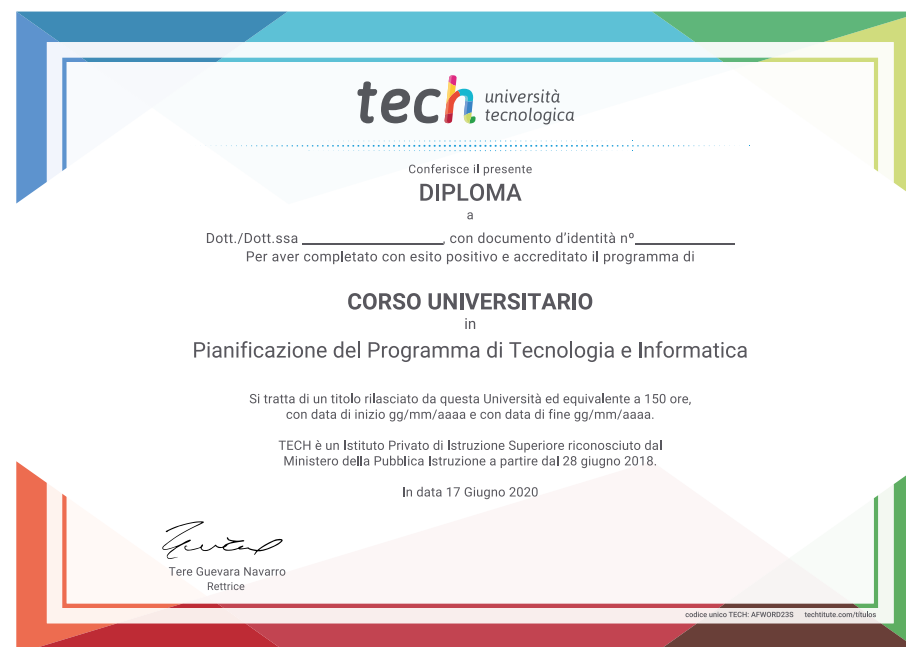 tech università
tecnologica
Conferisce il presente
DIPLOMA
a
Dott./Dott.ssa ____________________, con documento d'identità nº______________
Per aver completato con esito positivo e accreditato il programma di
CORSO UNIVERSITARIO
in
Pianificazione del Programma di Tecnologia e Informatica
Si tratta di un titolo rilasciato da questa Università ed equivalente a 150 ore,
con data di inizio gg/mm/aaaa e con data di fine gg/mm/aaaa.
TECH è un Istituto Privato di Istruzione Superiore riconosciuto dal
Ministero della Pubblica Istruzione a partire dal 28 giugno 2018.
In data 17 Giugno 2020
Tere Guevara Navarro
Rettrice
codice unico TECH: AFWORD23S techtitute.com/titulos